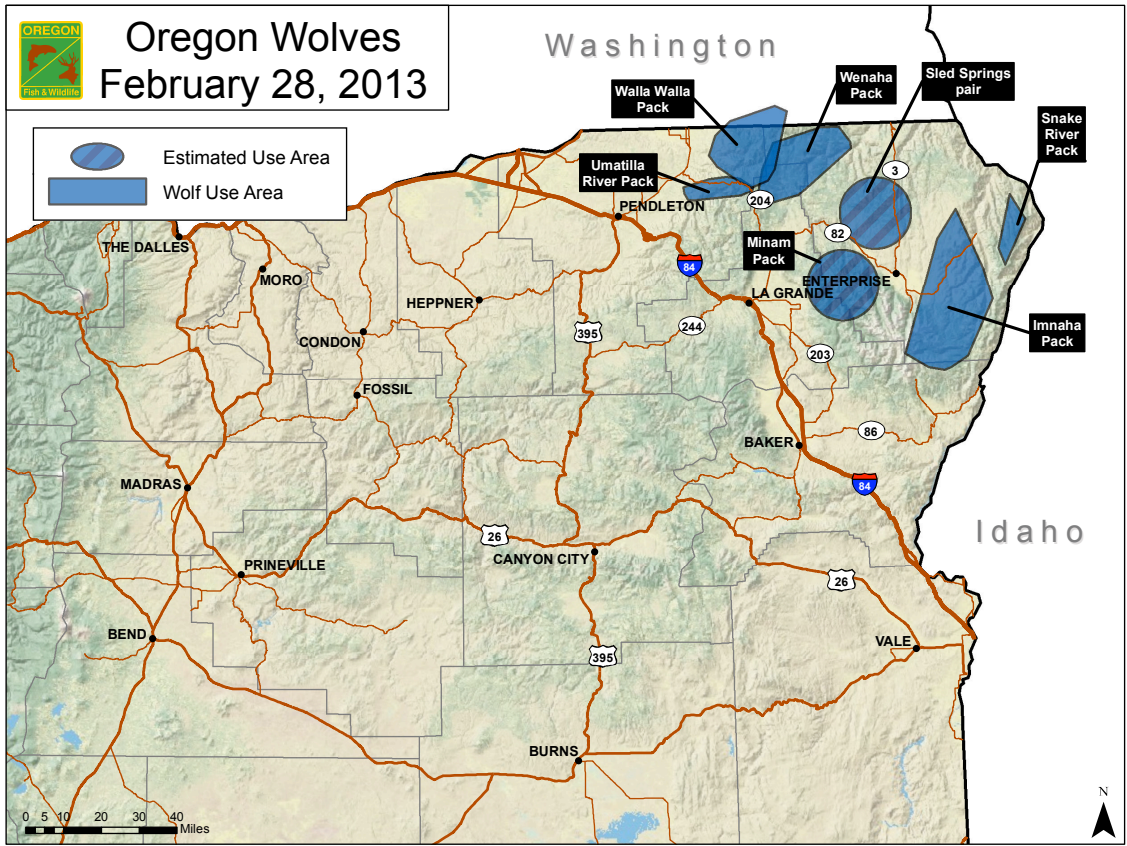 OREGON
Fish & Wildlife
Oregon Wolves
February 28, 2013
Estimated Use Area
Wolf Use Area
Washington
Walla Walla
Pack
Wenaha
Pack
Sled Springs
pair
Snake
River
Pack
Umatilla
River Pack
3
204
PENDLETON
82
Minam
Pack
84
ENTERPRISE
LA GRANDE
THE DALLES
MORO
HEPPNER
CONDON
395
244
203
Imnaha
Pack
FOSSIL
86
BAKER
84
MADRAS
26
CANYON CITY
Idaho
PRINEVILLE
26
BEND
395
VALE
BURNS
N
0 5 10 20 30 40
Miles